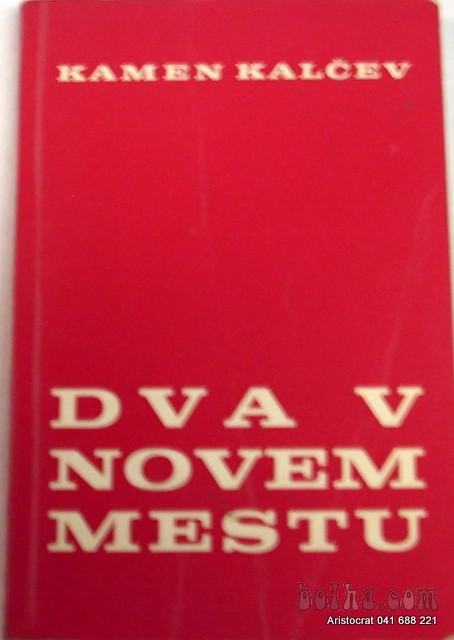 KAMEN KALČEV
DVA V
NOVEM
MESTU
bolha.com
Aristocrat 041 688 221